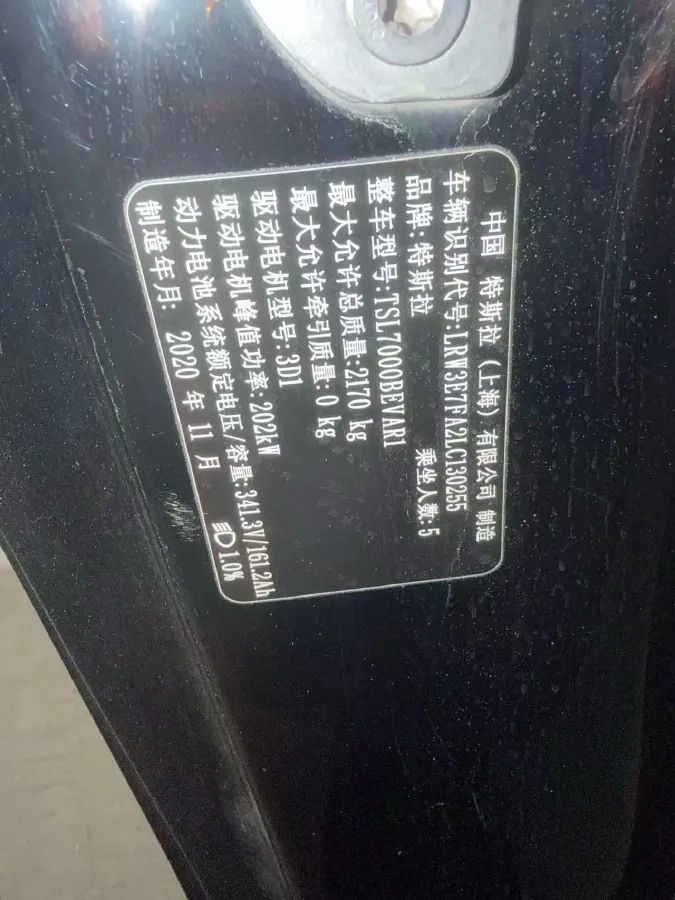 中国 特斯拉（上海）有限公司 制造
车辆识别代号:LRW3E7FA2LC130255
品牌:特斯拉 乘坐人数:5
整车型号:TSL7000BEVAR1
最大允许总质量:2170 kg
最大允许牵引质量:0 kg
驱动电机型号:3D1
驱动电机峰值功率:202kW
动力电池系统额定电压/容量:341.3V/161.2Ah
制造年月: 2020 年 11 月 1.0%